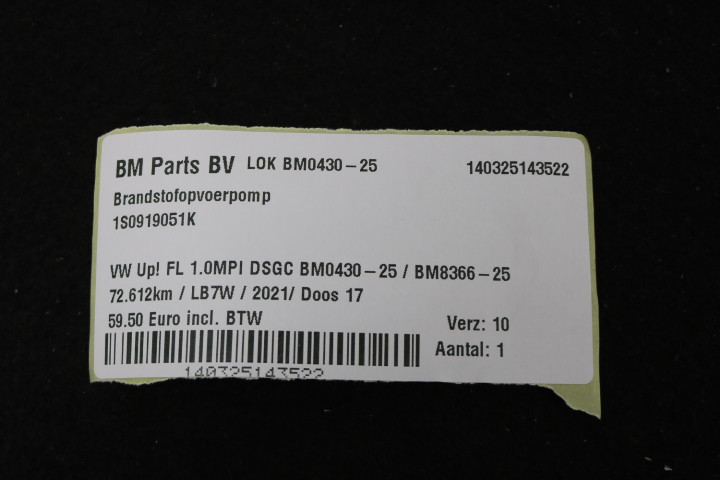 BM Parts BV LOK BM0430-25 140325143522
Brandstofopvoerpomp
1S0919051K
VW Up! FL 1.0MPI DSGC BM0430-25 / BM8366-25
72.612km / LB7W / 2021/ Doos 17
59.50 Euro incl. BTW Verz: 10
Aantal: 1
140325143522